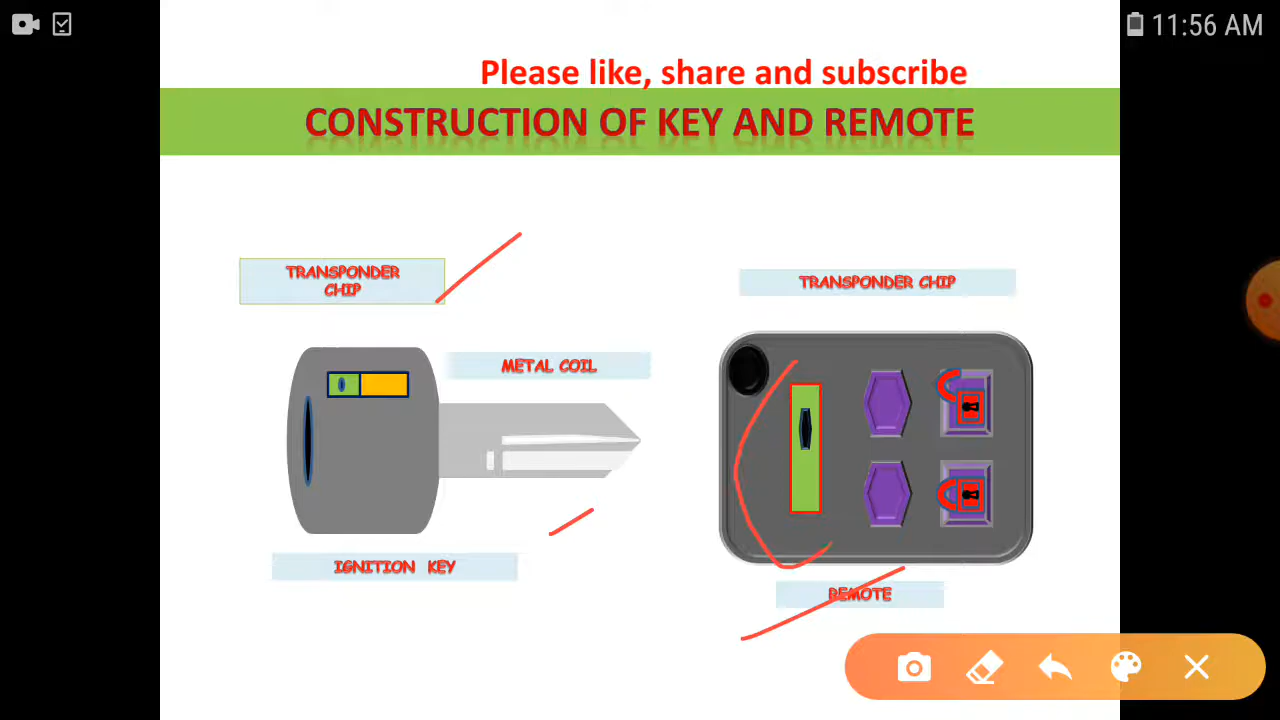 11:56 AM
Please like, share and subscribe
CONSTRUCTION OF KEY AND REMOTE
TRANSPONDER
CHIP
TRANSPONDER CHIP
METAL COIL
IGNITION KEY
REMOTE